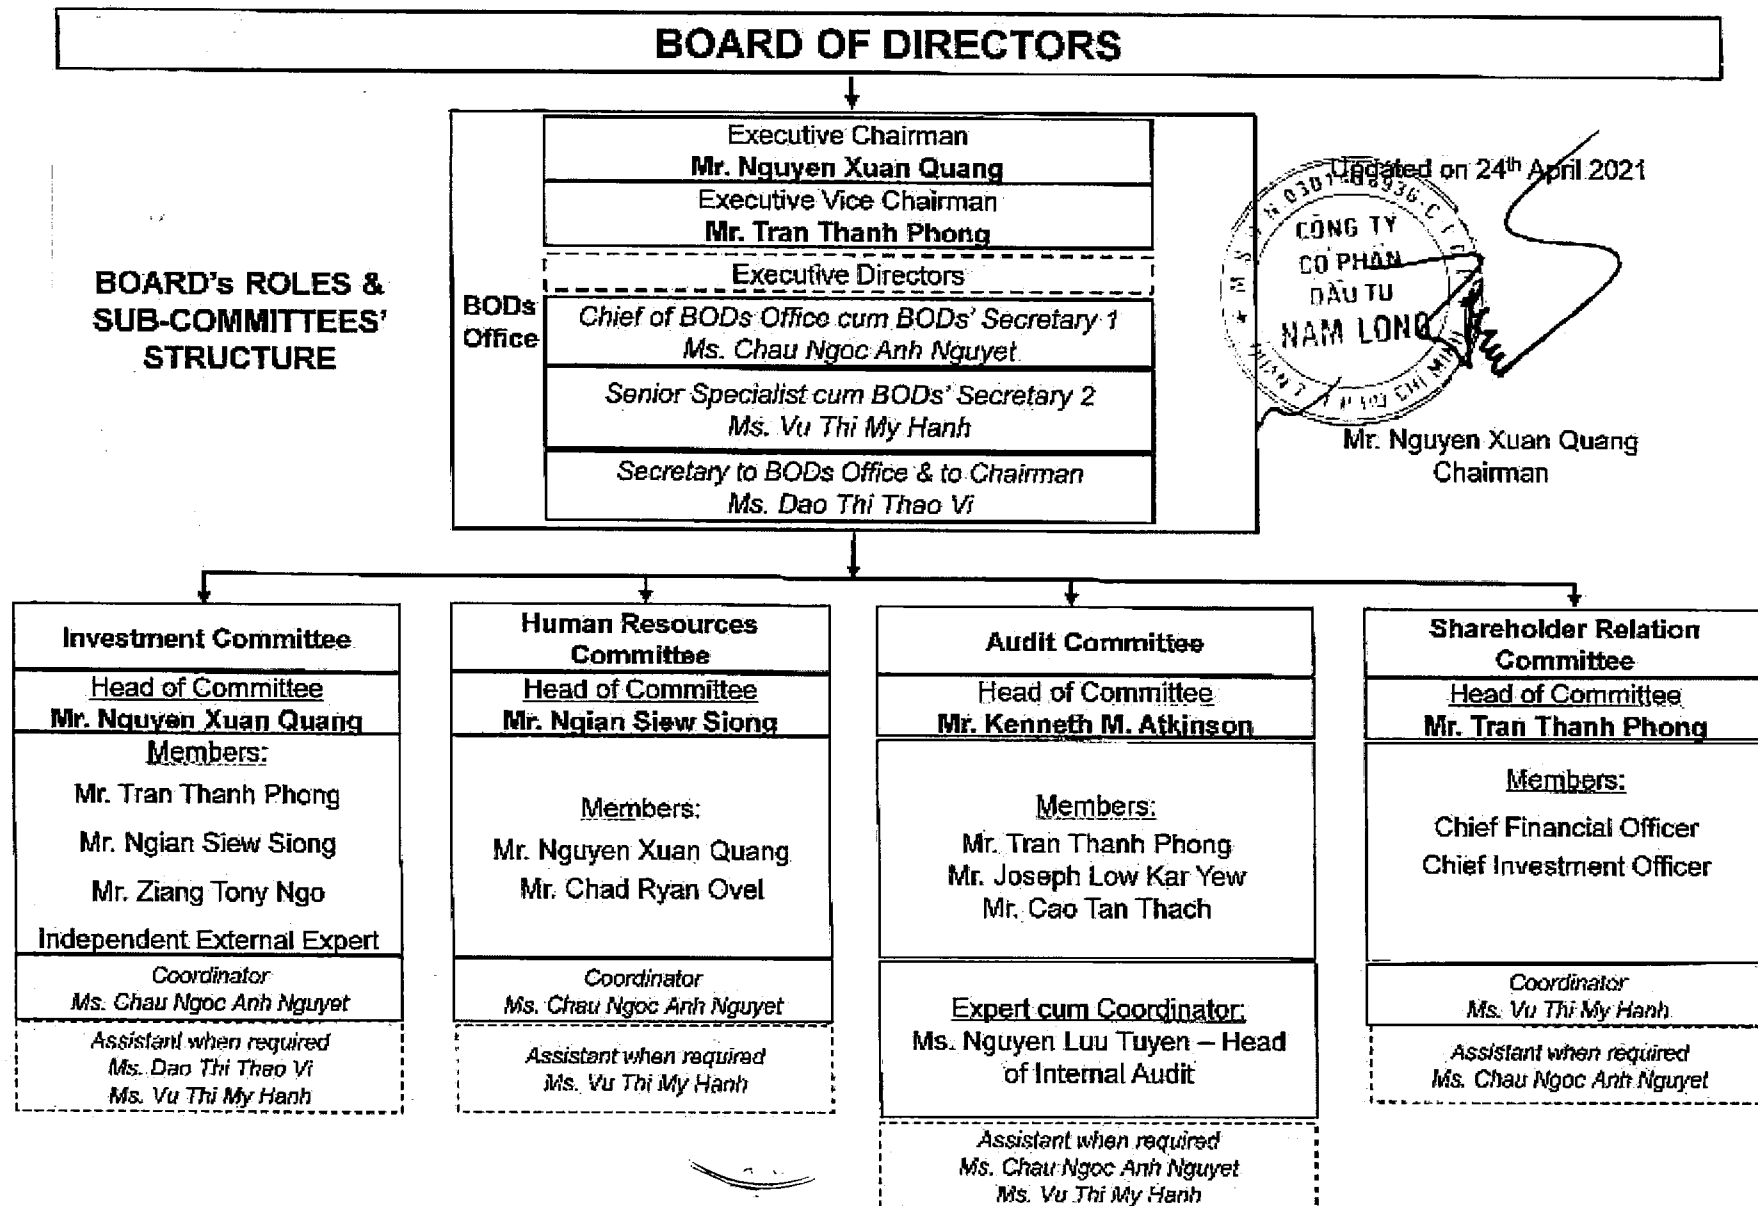 BOARD OF DIRECTORS
Executive Chairman
Mr. Nguyen Xuan Quang
Executive Vice Chairman
Mr. Tran Thanh Phong
Executive Directors
BODs
Office
Chief of BODs Office cum BODs' Secretary 1
Ms. Chau Ngoc Anh Nguyet
Senior Specialist cum BODs' Secretary 2
Ms. Vu Thi My Hanh
Secretary to BODs Office & to Chairman
Ms. Dao Thi Thao Vi
BOARD's ROLES &
SUB-COMMITTEES'
STRUCTURE
Updated on 24th April 2021
CÔNG TY
CỔ PHẦN
ĐẦU TƯ
NAM LONG
Mr. Nguyen Xuan Quang
Chairman
Investment Committee
Head of Committee
Mr. Nguyen Xuan Quang
Members:
Mr. Tran Thanh Phong
Mr. Ngian Siew Siong
Mr. Ziang Tony Ngo
Independent External Expert
Coordinator
Ms. Chau Ngoc Anh Nguyet
Assistant when required
Ms. Dao Thi Thao Vi
Ms. Vu Thi My Hanh
Human Resources
Committee
Head of Committee
Mr. Ngian Siew Siong
Members:
Mr. Nguyen Xuan Quang
Mr. Chad Ryan Ovel
Coordinator
Ms. Chau Ngoc Anh Nguyet
Assistant when required
Ms. Vu Thi My Hanh
Audit Committee
Head of Committee
Mr. Kenneth M. Atkinson
Members:
Mr. Tran Thanh Phong
Mr. Joseph Low Kar Yew
Mr. Cao Tan Thach
Expert cum Coordinator:
Ms. Nguyen Luu Tuyen – Head
of Internal Audit
Assistant when required
Ms. Chau Ngoc Anh Nguyet
Ms. Vu Thi My Hanh
Shareholder Relation
Committee
Head of Committee
Mr. Tran Thanh Phong
Members:
Chief Financial Officer
Chief Investment Officer
Coordinator
Ms. Vu Thi My Hanh
Assistant when required
Ms. Chau Ngoc Anh Nguyet